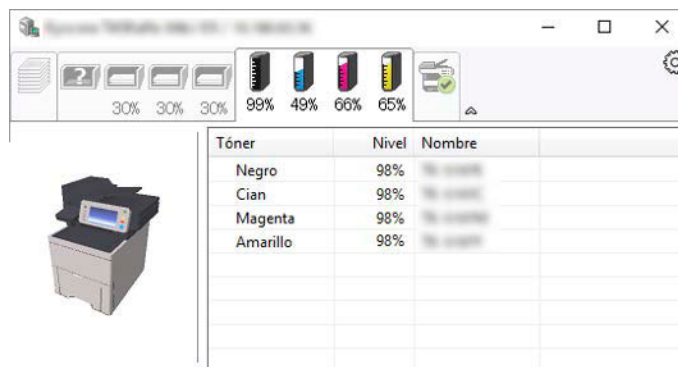 30% 30% 30% 99% 49% 66% 65%
Tóner Nivel Nombre
Negro 98%
Cian 98%
Magenta 98%
Amarillo 98%